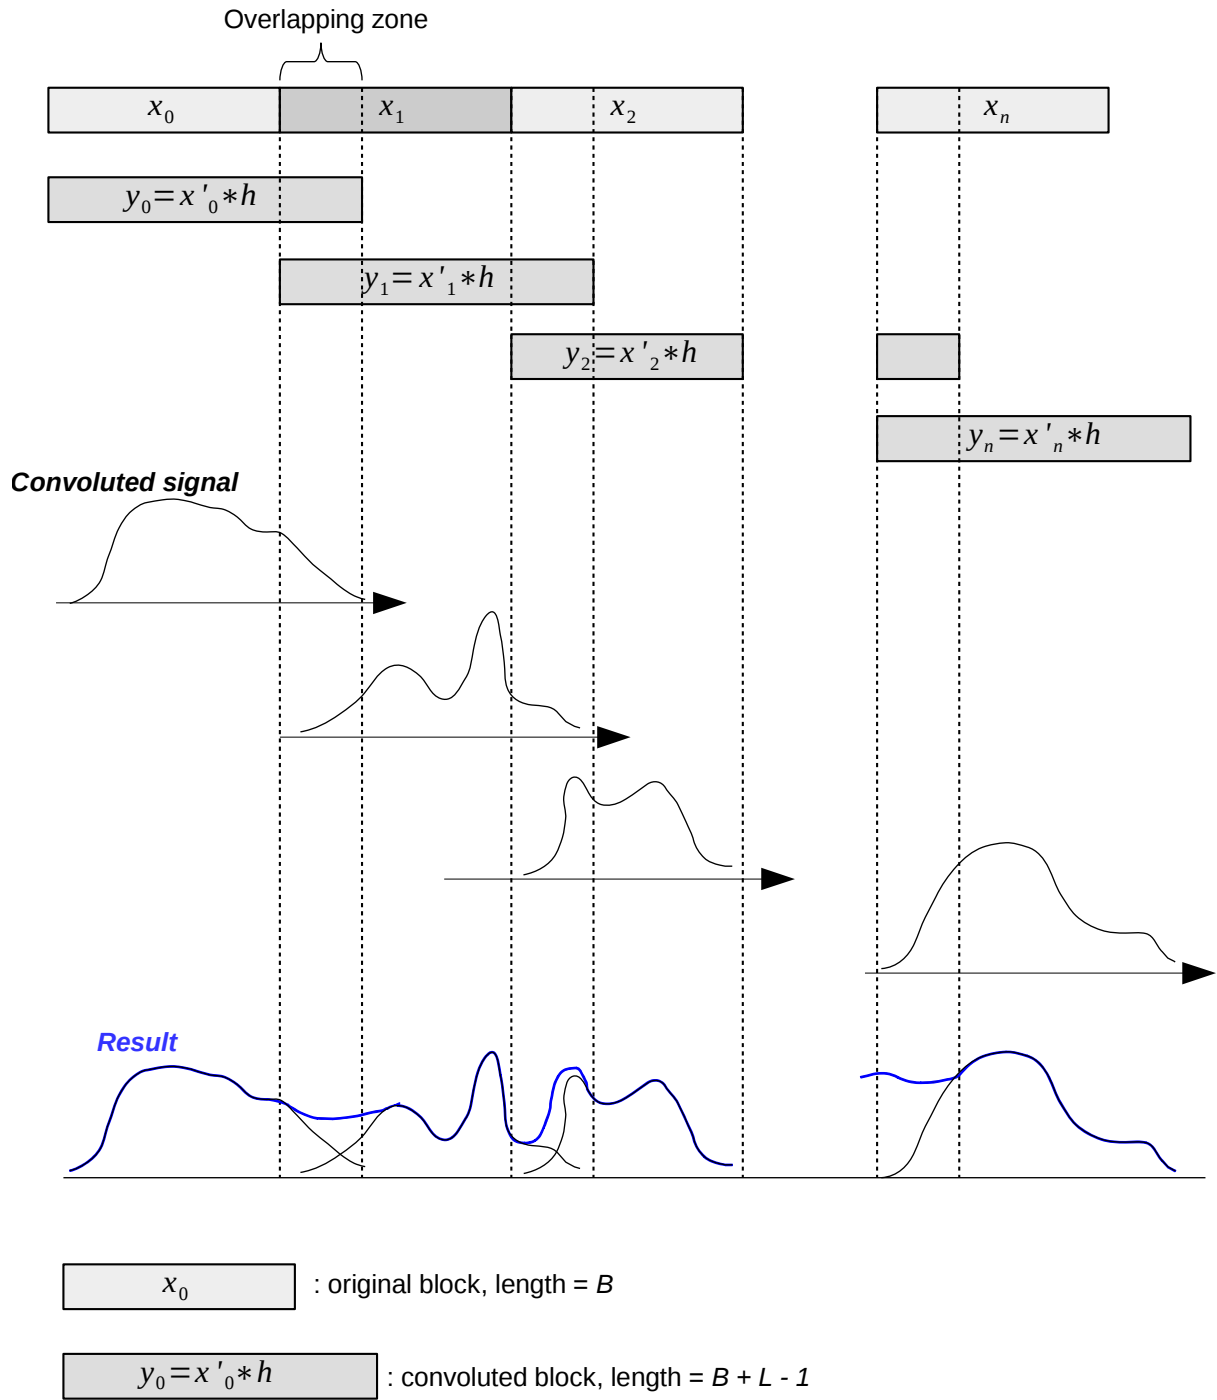 Overlapping zone
x₀ x₁ x₂ xₙ
y₀=x'₀*h
y₁=x'₁*h
y₂=x'₂*h
yₙ=x'ₙ*h
Convoluted signal
Result
x₀ : original block, length = B
y₀=x'₀*h : convoluted block, length = B + L - 1